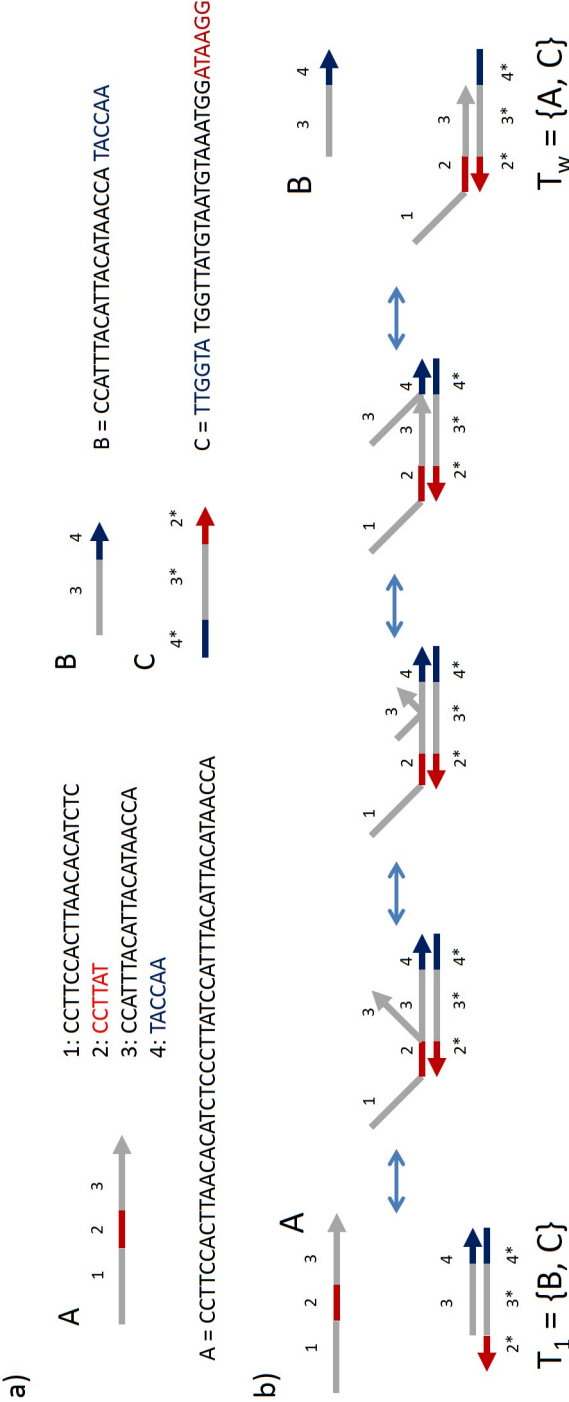 a)
A
1 2 3
1: CCTTCCACTTAACACATCTC
2: CCTTAT
3: CCATTTACATTACATAACCA
4: TACCAA
A = CCTTCCACTTAACACATCTCCCTTATCCATTTACATTACATAACCA
B
3 4
B = CCATTTACATTACATAACCA TACCAA
C
4* 3* 2*
C = TTGGTA TGGTTATGTAATGTAAATGGATAAGG
b)
A
1 2 3
3 4
2* 3* 4*
T1 = {B, C}
1 2 3 3 4
2* 3* 4*
1 2 3 4
2* 3* 4*
1 2 3 3 4
2* 3* 4*
B
3 4
1 2 3
2* 3* 4*
Tw = {A, C}